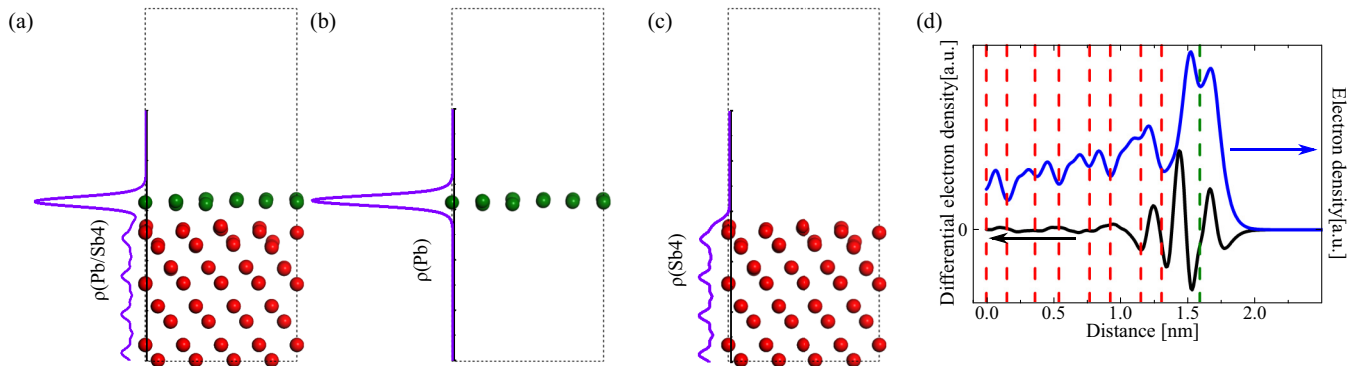 (a)
ρ(Pb/Sb4)
(b)
ρ(Pb)
(c)
ρ(Sb4)
(d)
Differential electron density[a.u.]
0
0.0 0.5 1.0 1.5 2.0
Distance [nm]
Electron
density[a.u.]